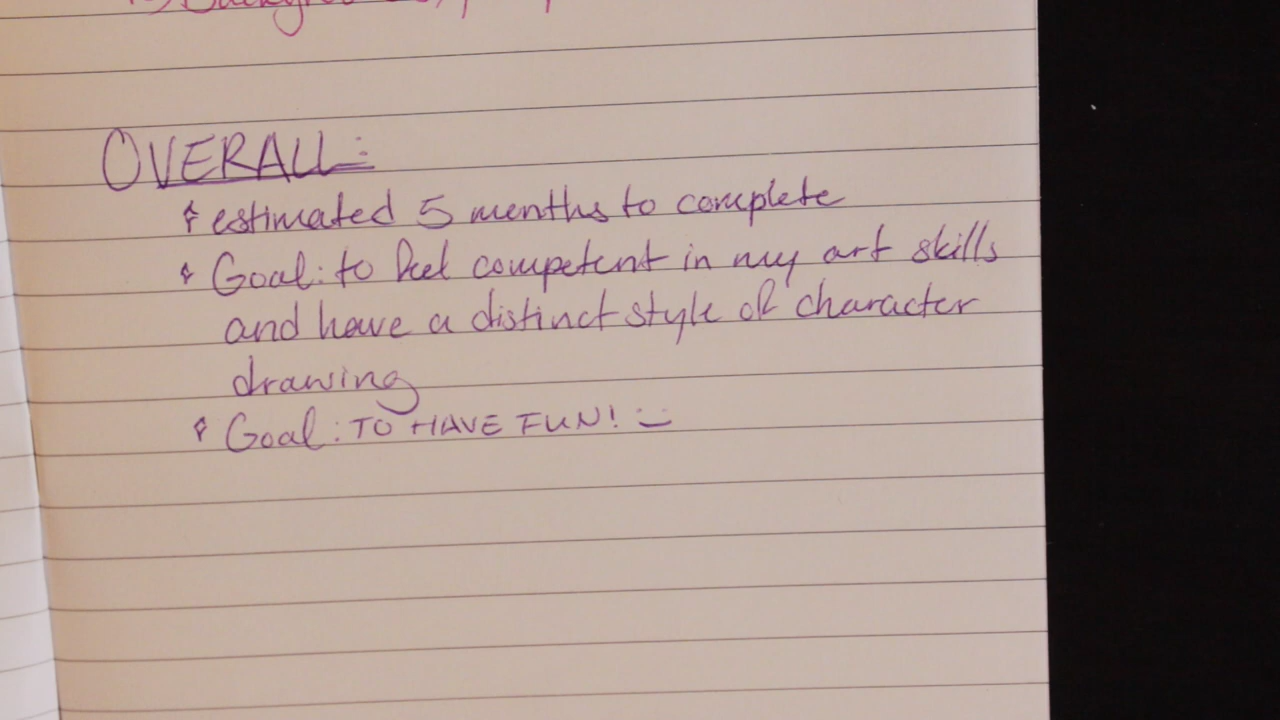 OVERALL:
estimated 5 months to complete
Goal: to feel competent in my art skills
and have a distinct style of character
drawing
Goal: TO HAVE FUN! :)